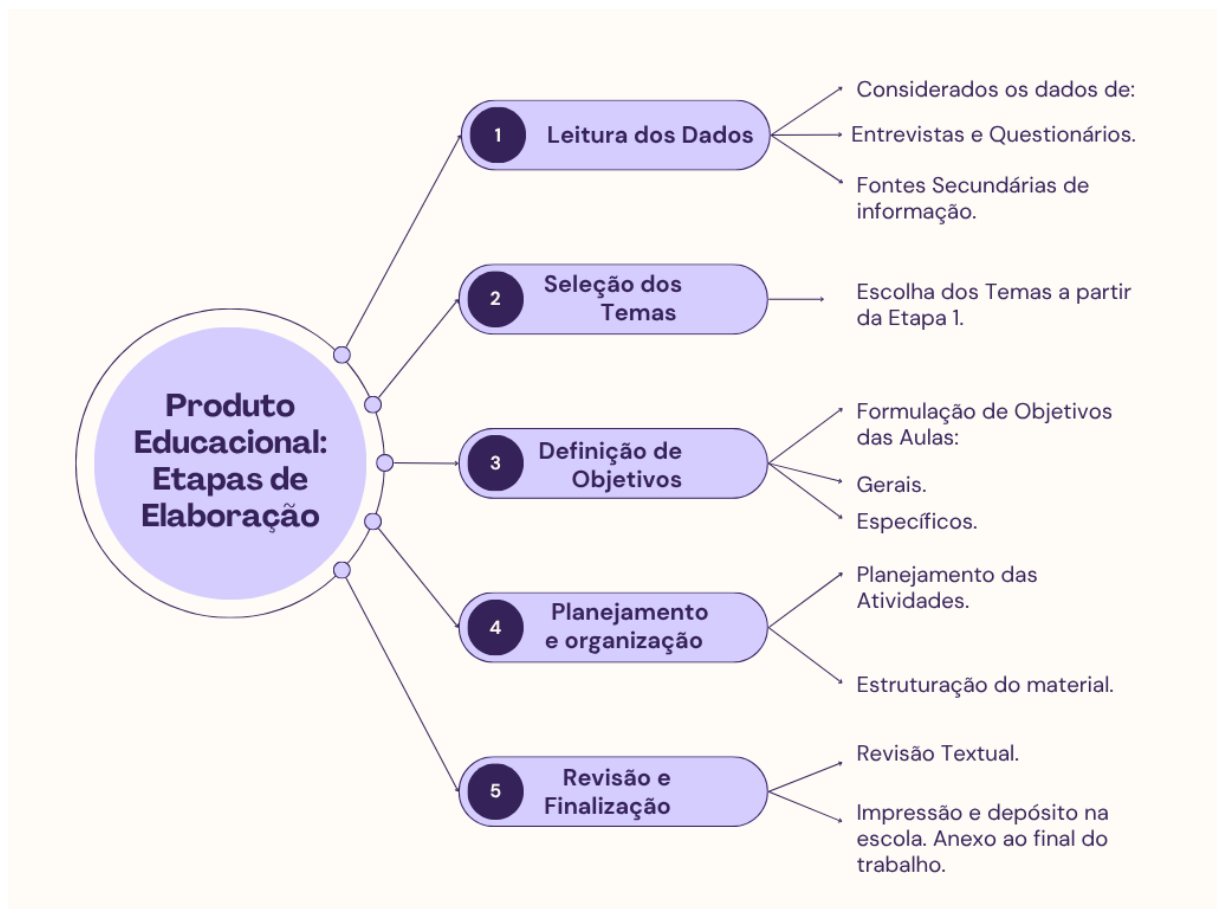 Produto
Educacional:
Etapas de
Elaboração
1
Leitura dos Dados
Considerados os dados de:
Entrevistas e Questionários.
Fontes Secundárias de
informação.
2
Seleção dos
Temas
Escolha dos Temas a partir
da Etapa 1.
3
Definição de
Objetivos
Formulação de Objetivos
das Aulas:
Gerais.
Específicos.
4
Planejamento
e organização
Planejamento das
Atividades.
Estruturação do material.
5
Revisão e
Finalização
Revisão Textual.
Impressão e depósito na
escola. Anexo ao final do
trabalho.